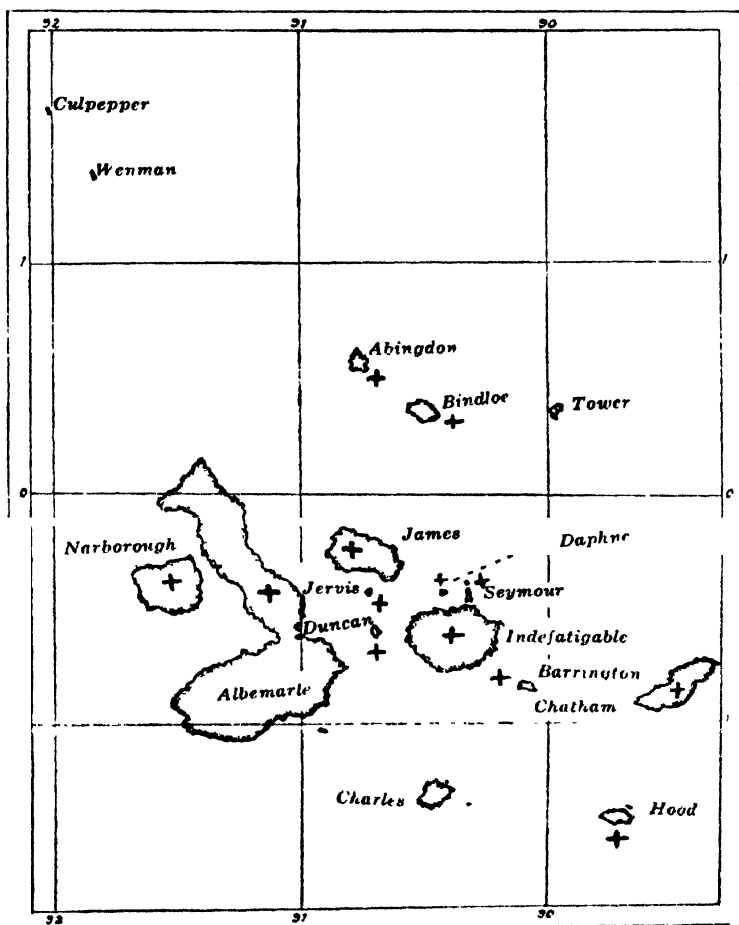 92 91 90
Culpepper
Wenman
1 1
Abingdon
Bindloe
Tower
0 0
James
Daphne
Narborough
Jervis
Seymour
Duncan
Indefatigable
Barrington
Albemarle
Chatham
1
Charles
Hood
92 91 90